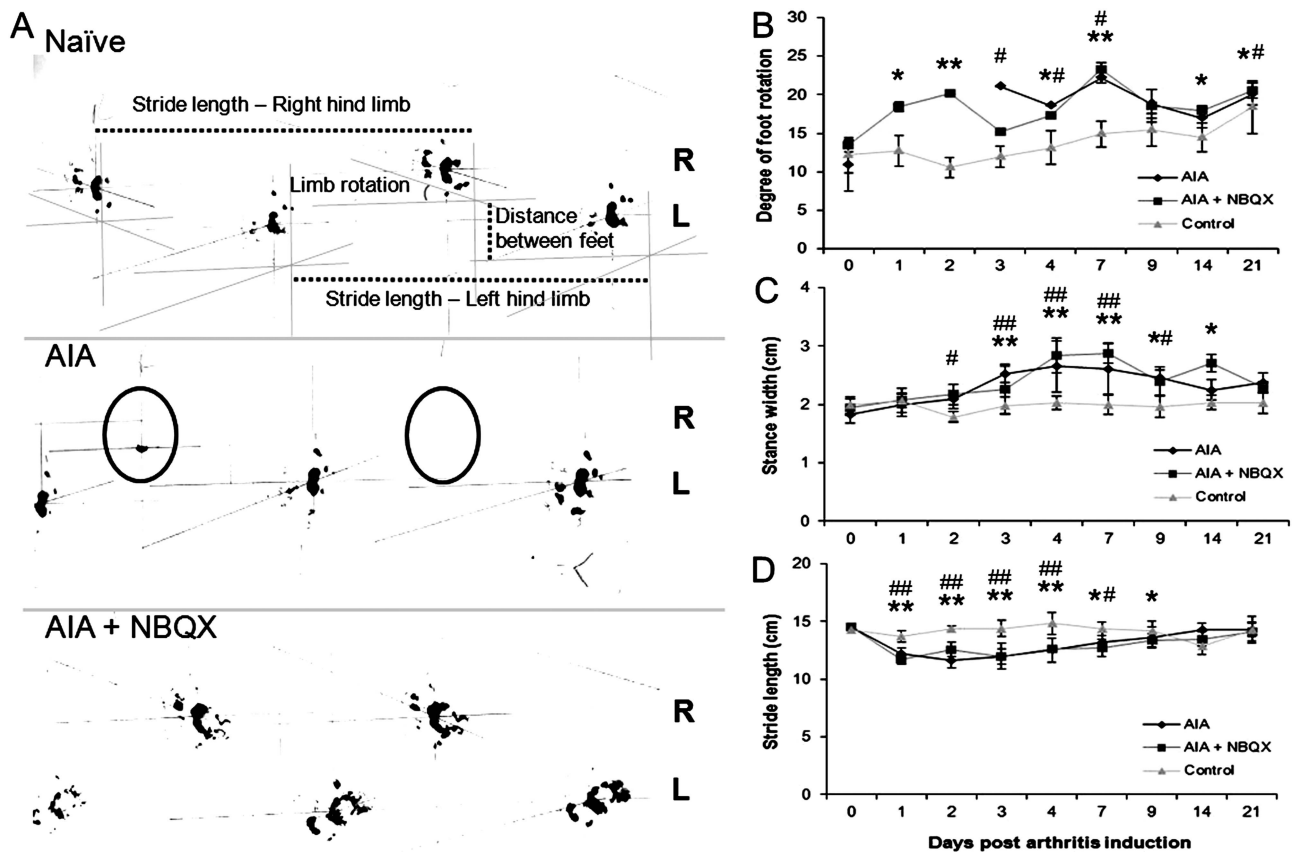 A
Naïve
Stride length – Right hind limb
R
Limb rotation
L
Distance
between feet
Stride length – Left hind limb
AIA
R
L
AIA + NBQX
R
L
B
Degree of foot rotation
30
25
20
15
10
5
0
* ** # *# # ** * *#
AIA
AIA + NBQX
Control
0 1 2 3 4 7 9 14 21
C
Stance width (cm)
4
3
2
1
0
# ## ** ## ** ## ** *# *
AIA
AIA + NBQX
Control
0 1 2 3 4 7 9 14 21
D
Stride length (cm)
20
15
10
5
0
## ** ## ** ## ** ## ** *# *
AIA
AIA + NBQX
Control
0 1 2 3 4 7 9 14 21
Days post arthritis induction